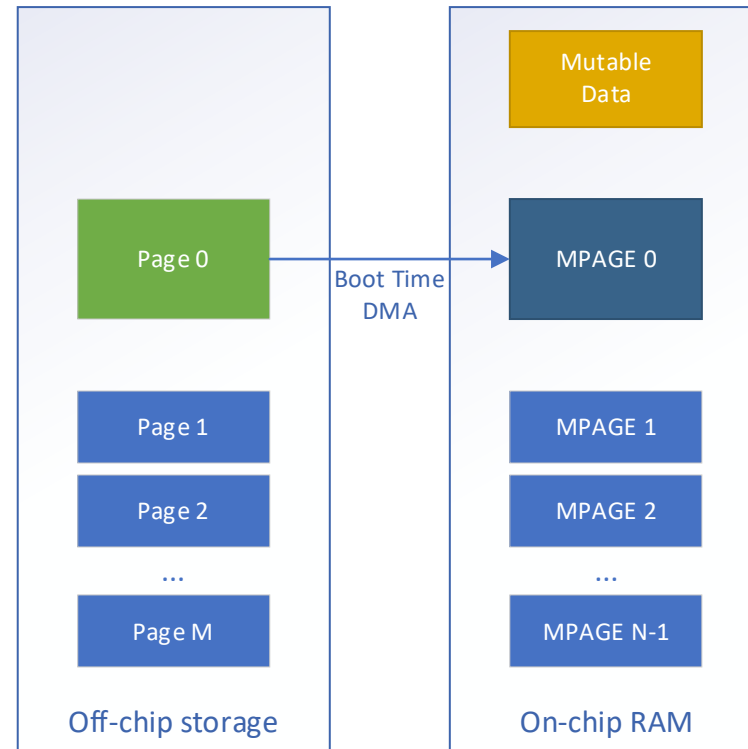 Mutable
Data
Page 0
Boot Time
DMA
MPAGE 0
Page 1
MPAGE 1
Page 2
MPAGE 2
...
...
Page M
MPAGE N-1
Off-chip storage
On-chip RAM